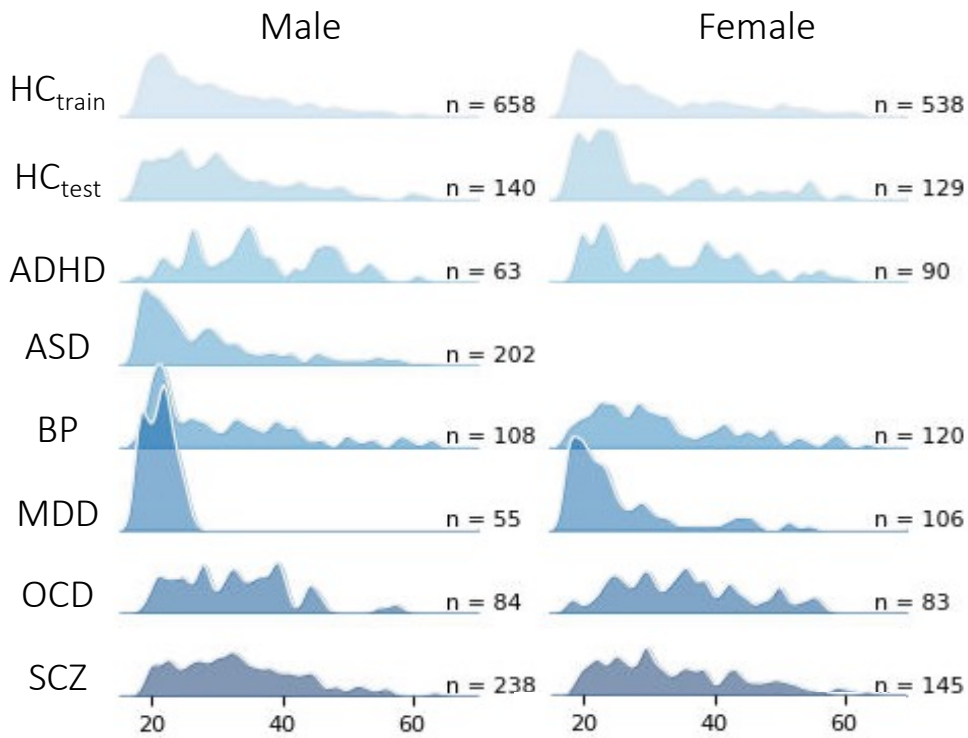 Male Female
HCtrain n = 658 n = 538
HCtest n = 140 n = 129
ADHD n = 63 n = 90
ASD n = 202
BP n = 108 n = 120
MDD n = 55 n = 106
OCD n = 84 n = 83
SCZ n = 238 n = 145
20 40 60 20 40 60